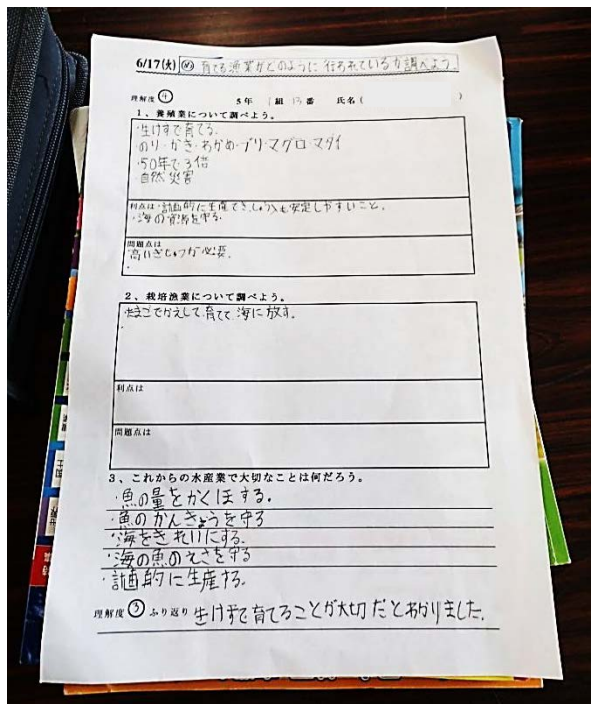 6/17(火) め 育てる漁業がどのように行われているか調べよう。
理解度 4 5年 1組 13番 氏名( )
1、養殖業について調べよう。
・生けすで育てる。
・のり・かき・わかめ・ブリ・マグロ・マダイ
・50年で3倍
自然災害
利点は・計画的に生産でき、しゅう入も安定しやすいこと。
・海の資源を守る。
問題点は
高いぎじゅつが必要。
2、栽培漁業について調べよう。
・たまごでかえして、育てて、海に放す。
利点は
問題点は
3、これからの水産業で大切なことは何だろう。
・魚の量をかくほする。
・魚のかんきょうを守る
・海をきれいにする。
・海の魚のえさを守る
・計画的に生産する。
理解度 3 ふり返り 生けすで育てることが大切だとわかりました。